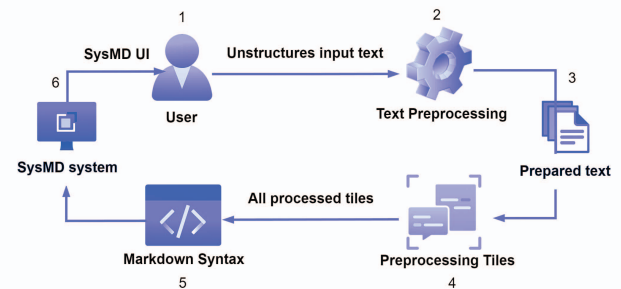 1
2
SysMD UI
Unstructures input text
6
3
User
Text Preprocessing
SysMD system
Prepared text
All processed tiles
Markdown Syntax
Preprocessing Tiles
5
4